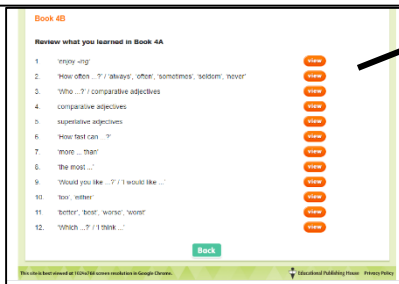 Book 4B
Review what you learned in Book 4A
1. 'enjoy +ing' view
2. 'How often ...?' / 'always', 'often', 'sometimes', 'seldom', 'never' view
3. 'Who ...?' / comparative adjectives view
4. comparative adjectives view
5. superlative adjectives view
6. 'How fast can ...?' view
7. 'more ... than' view
8. 'the most ...' view
9. 'Would you like ...?' / 'I would like ...' view
10. 'too', 'either' view
11. 'better', 'best', 'worse', 'worst' view
12. 'Which ...?' / 'I think ...' view
Back
This site is best viewed at 1024x768 screen resolution in Google Chrome. Educational Publishing House Privacy Policy